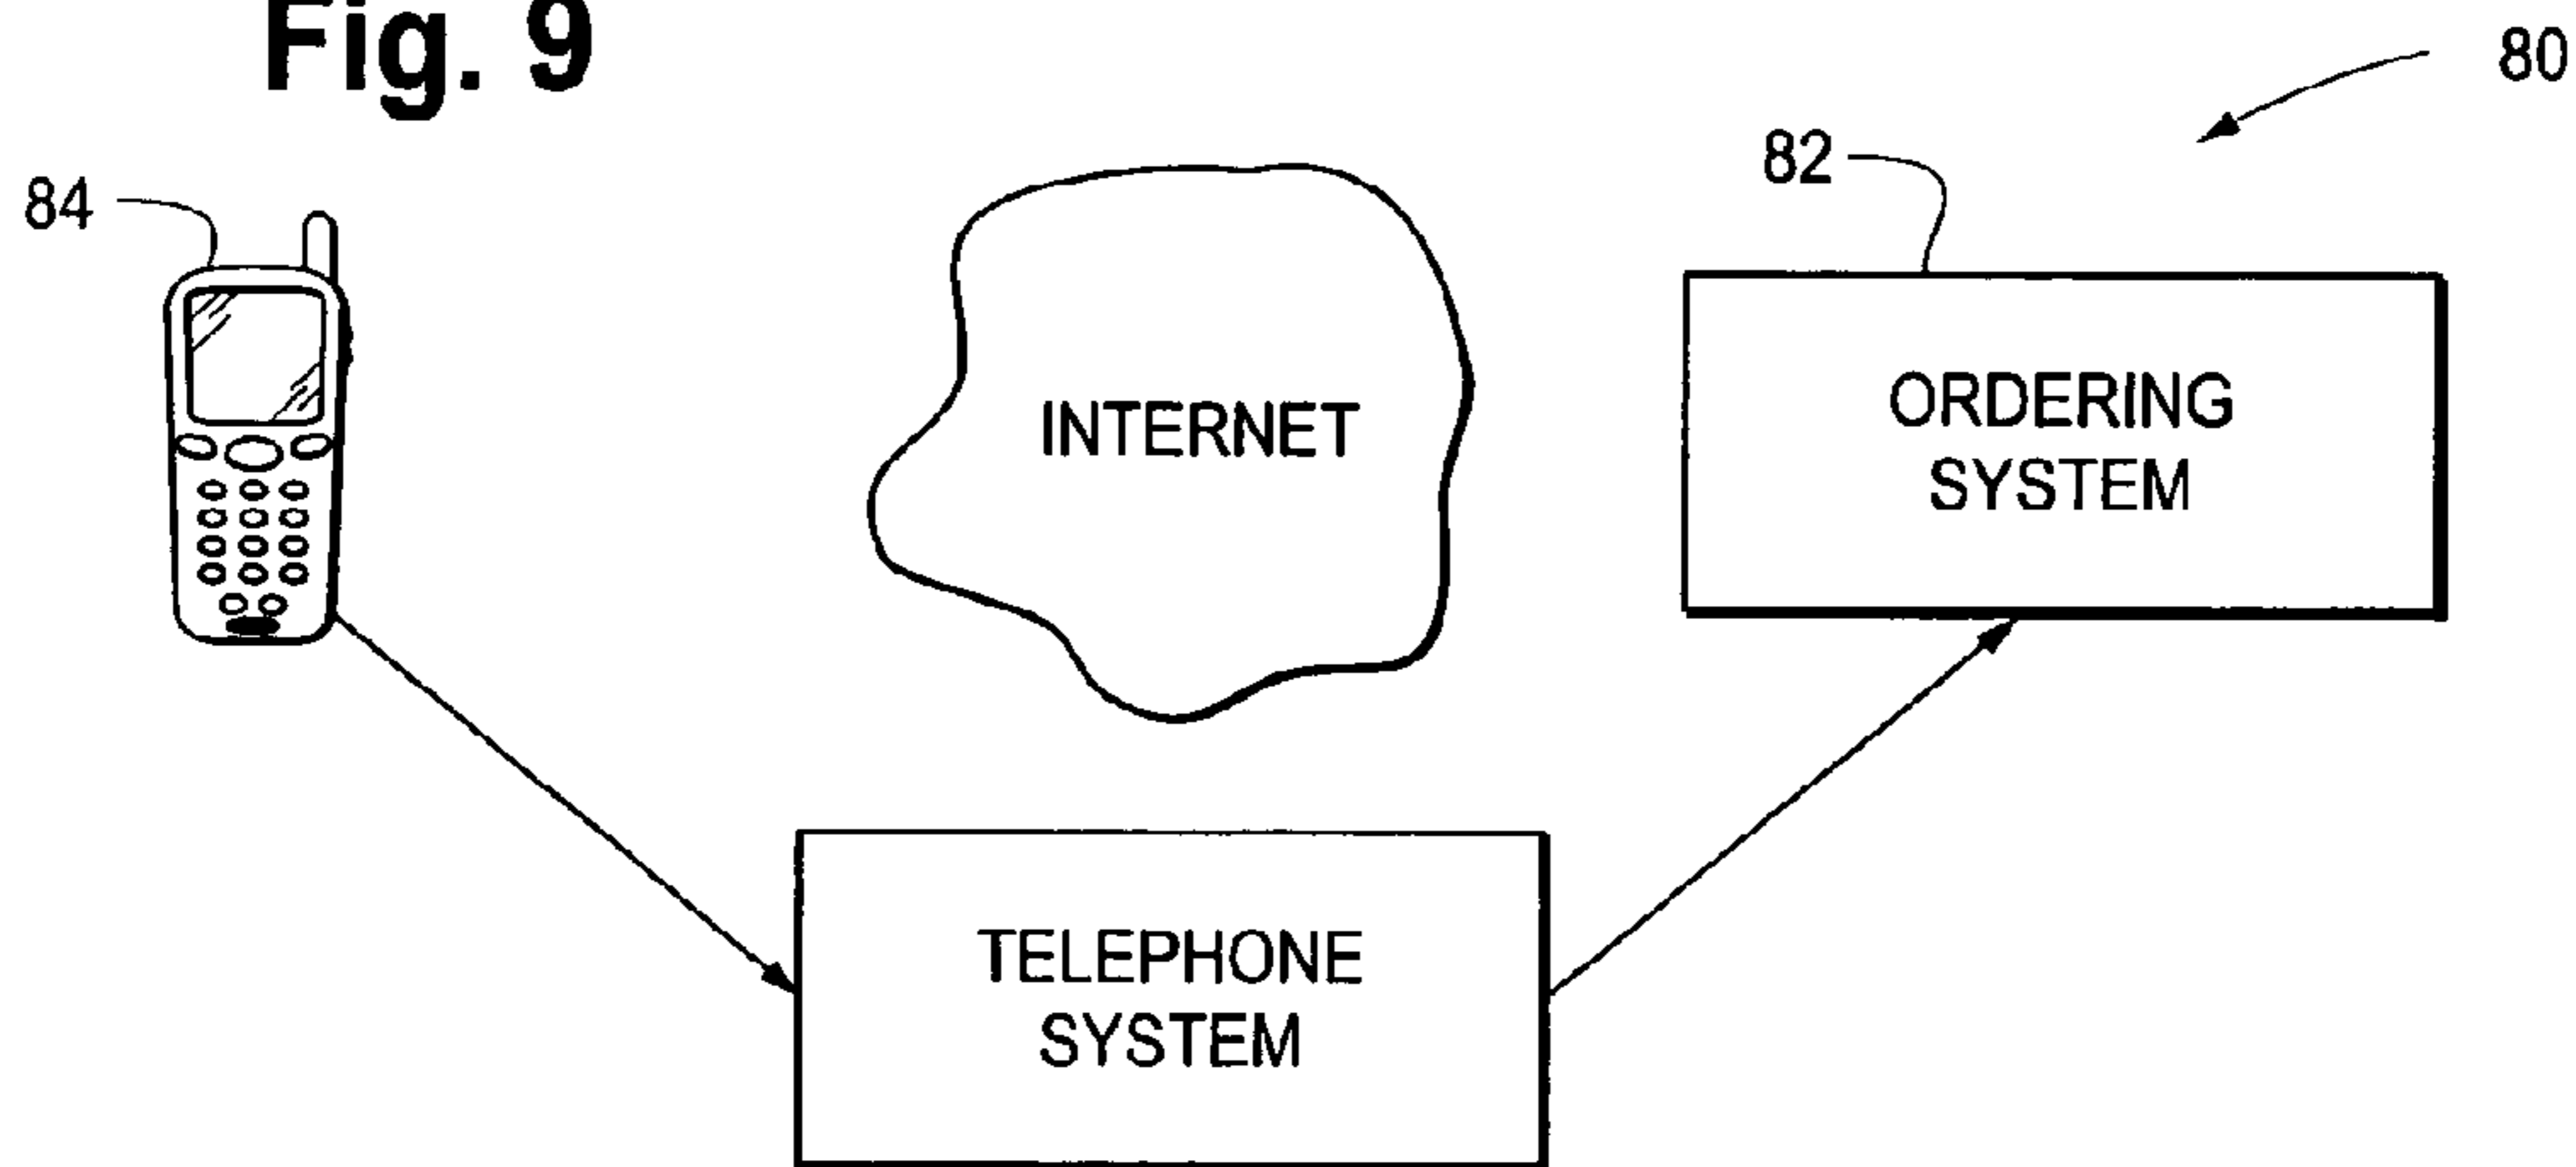 Fig. 9
80
82
84
INTERNET
ORDERING
SYSTEM
TELEPHONE
SYSTEM